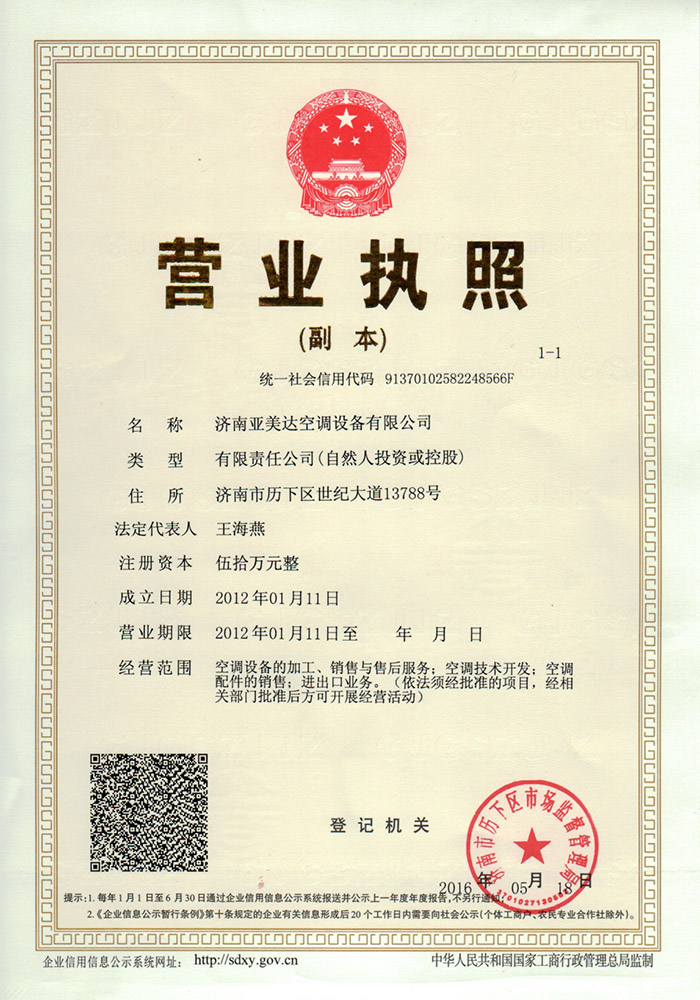 营业执照
(副 本)
1-1
统一社会信用代码 91370102582248566F
名 称 济南亚美达空调设备有限公司
类 型 有限责任公司(自然人投资或控股)
住 所 济南市历下区世纪大道13788号
法定代表人 王海燕
注册资本 伍拾万元整
成立日期 2012年01月11日
营业期限 2012年01月11日至 年 月 日
经营范围 空调设备的加工、销售与售后服务；空调技术开发；空调
配件的销售；进出口业务。（依法须经批准的项目，经相
关部门批准后方可开展经营活动）
登记机关
济南市历下区市场监督管理局
2016 年 05月 18 日
提示：1. 每年1月1日至6月30日通过企业信用信息公示系统报送并公示上一年度年度报告，不另行通知；
2.《企业信息公示暂行条例》第十条规定的企业有关信息形成后20个工作日内需要向社会公示(个体工商户、农民专业合作社除外)。
企业信用信息公示系统网址： http://sdxy.gov.cn
中华人民共和国国家工商行政管理总局监制